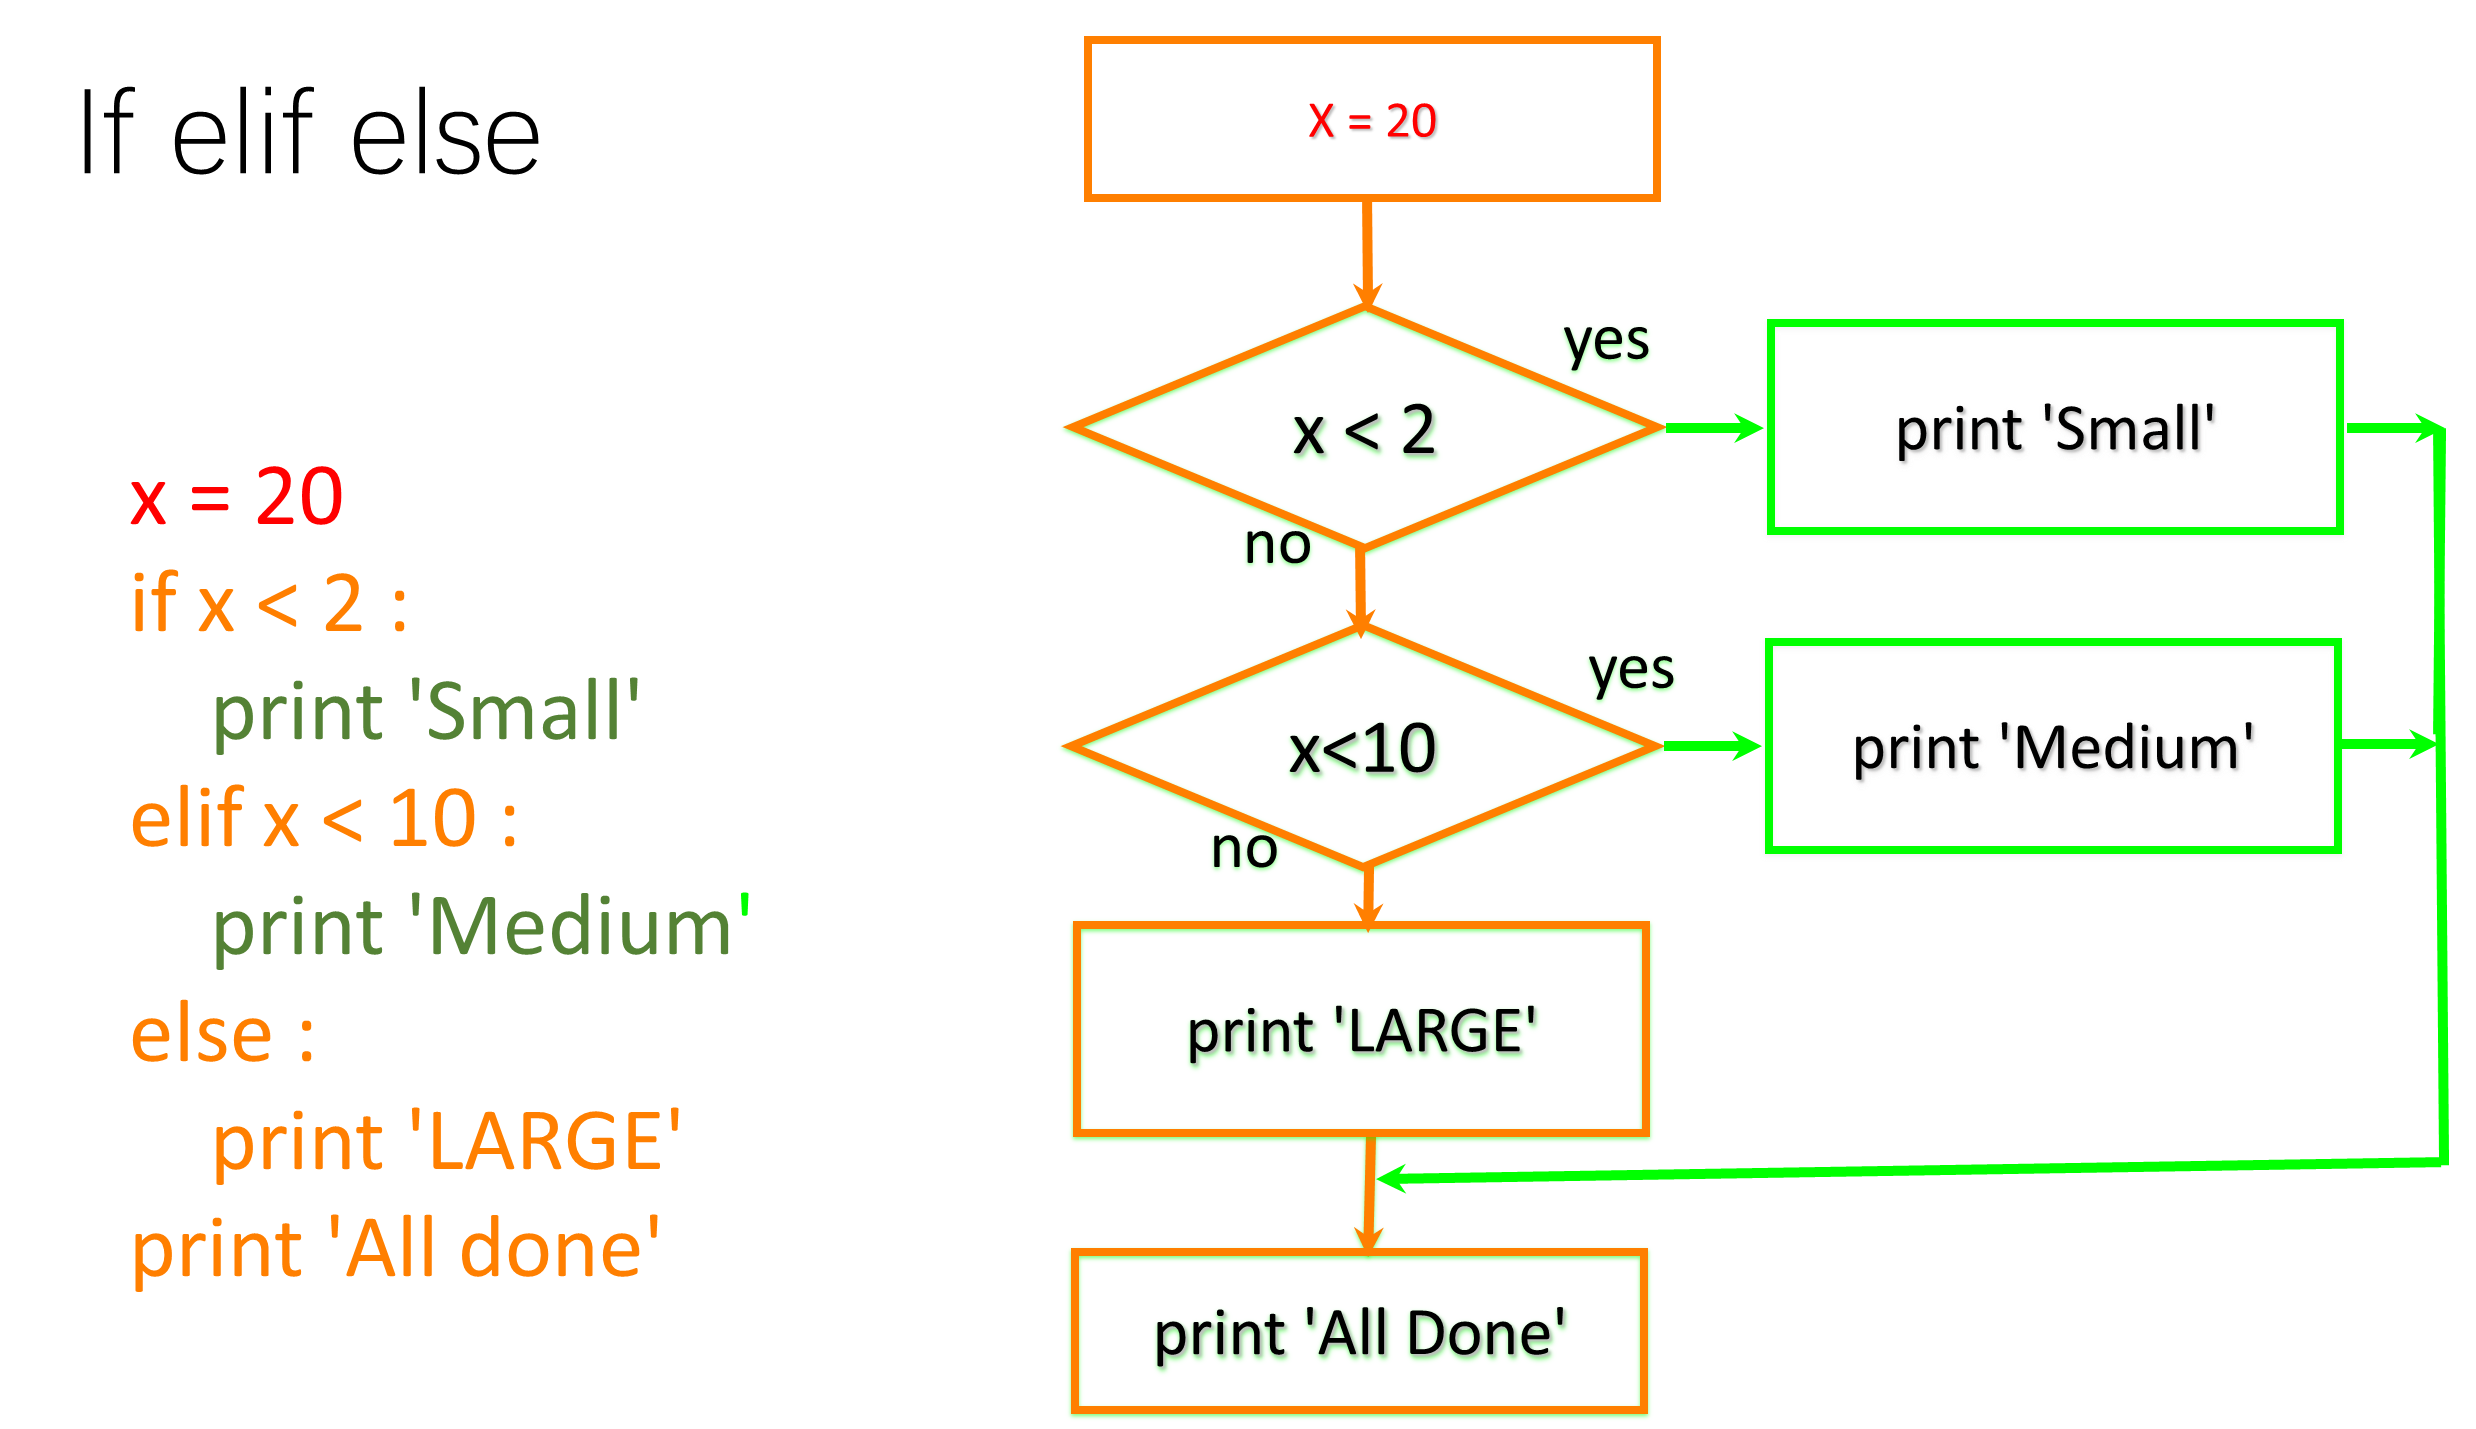 If elif else
x = 20
if x < 2 :
print 'Small'
elif x < 10 :
print 'Medium'
else :
print 'LARGE'
print 'All done'
X = 20
x < 2
yes
print 'Small'
no
x<10
yes
print 'Medium'
no
print 'LARGE'
print 'All Done'